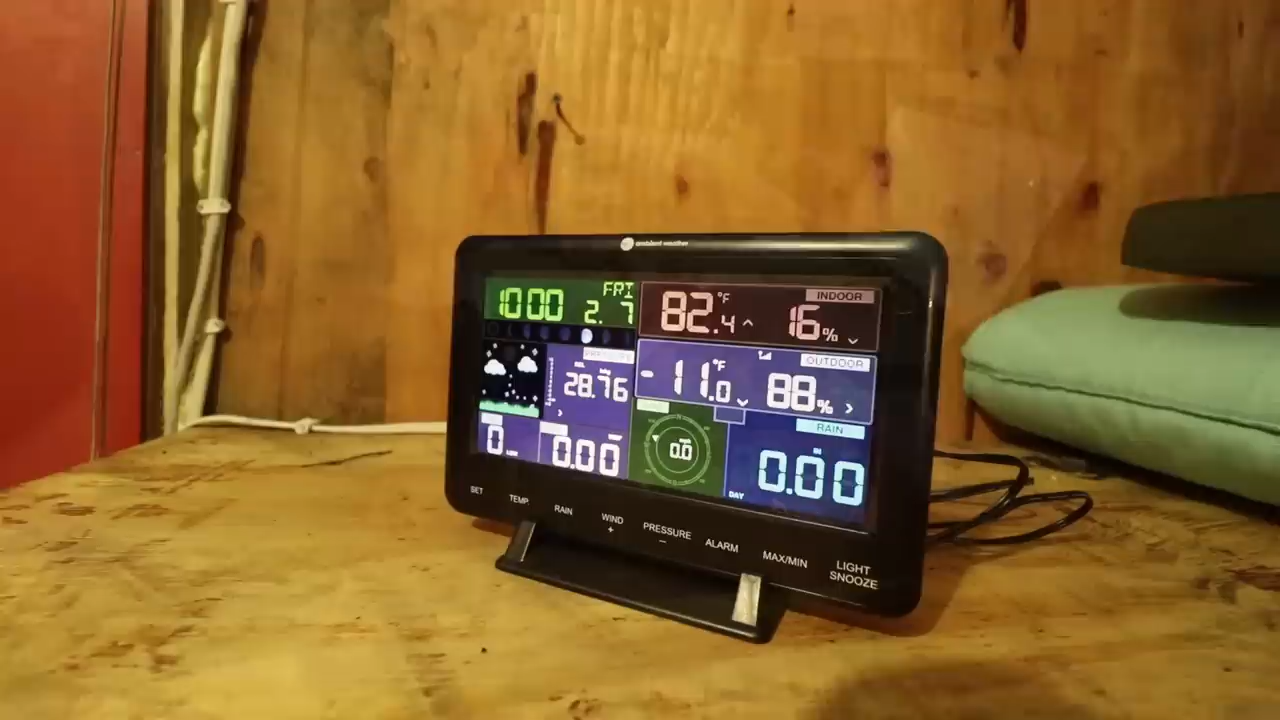 ambient weather
FRI
10:00 2. 7
INDOOR
82.4 °F 16%
PRESSURE
28.76
OUTDOOR
-11.0 °F 88%
0
0.00
0.0
RAIN
DAY 0.00
SET TEMP. RAIN WIND PRESSURE ALARM MAX/MIN LIGHT
+ − SNOOZE